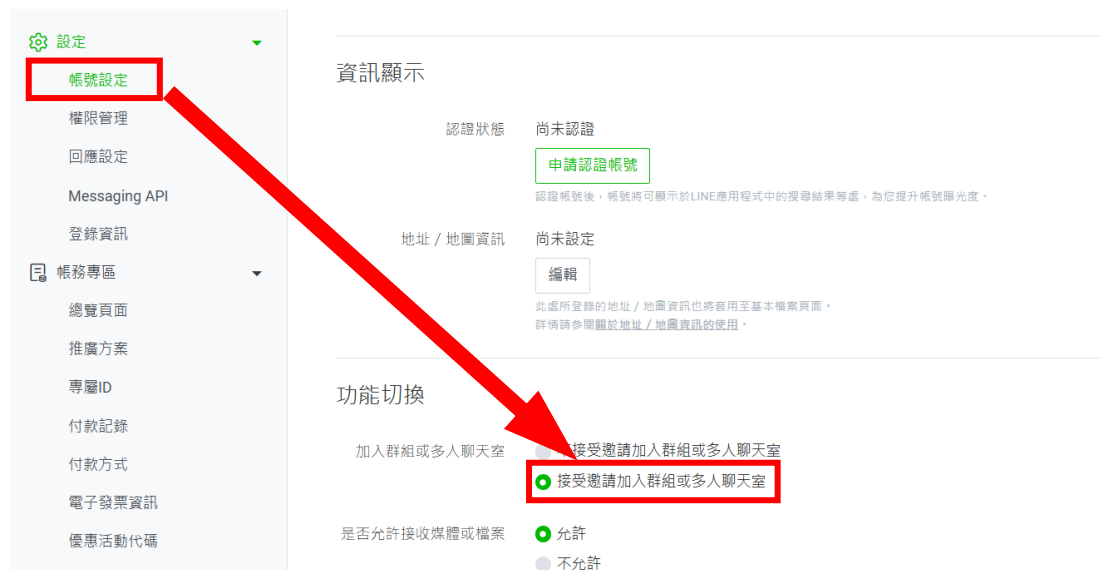 設定
帳號設定
權限管理
回應設定
Messaging API
登錄資訊
帳務專區
總覽頁面
推廣方案
專屬ID
付款記錄
付款方式
電子發票資訊
優惠活動代碼
資訊顯示
認證狀態 尚未認證
申請認證帳號
認證帳號後,帳號將可顯示於LINE應用程式中的搜尋結果等處,為您提升帳號曝光度。
地址 / 地圖資訊 尚未設定
編輯
此處所登錄的地址 / 地圖資訊也將套用至基本檔案頁面。
詳情請參閱關於地址 / 地圖資訊的使用。
功能切換
加入群組或多人聊天室 接受邀請加入群組或多人聊天室
接受邀請加入群組或多人聊天室
是否允許接收媒體或檔案 允許
不允許